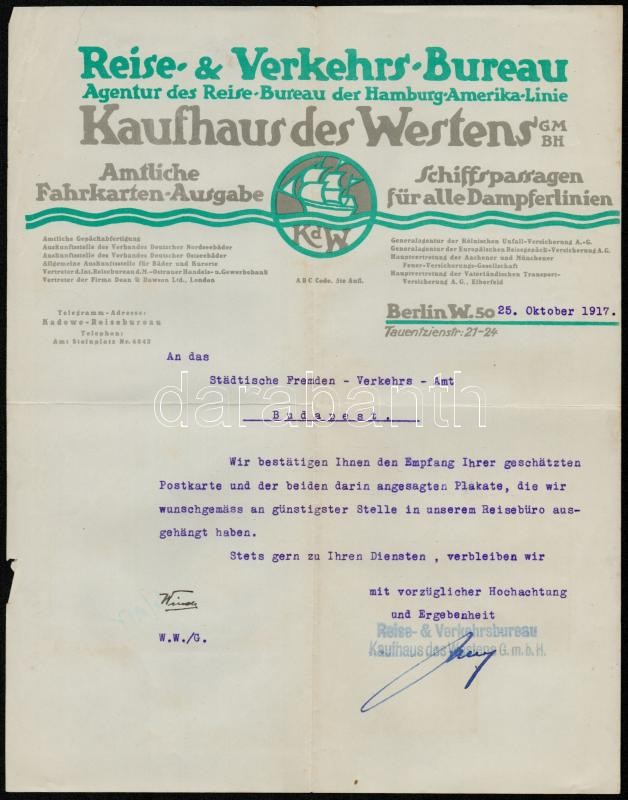 Reise- & Verkehrs-Bureau
Agentur des Reise-Bureau der Hamburg-Amerika-Linie
Kaufhaus des Westens GMBH
Amtliche
Fahrkarten-Ausgabe
Schiffspassagen
für alle Dampferlinien
KdW
Amtliche Gepäckabfertigung
Auskunftsstelle des Verbandes Deutscher Nordseebäder
Auskunftsstelle des Verbandes Deutscher Ostseebäder
Allgemeine Auskunftsstelle für Bäder und Kurorte
Vertreter d. Int. Reisebureau d. M.-Ostrauer Handels- u. Gewerbebank
Vertreter der Firma Dean & Dawson Ltd., London
ABC Code. 5te Aufl.
Generalagentur der Kölnischen Unfall-Versicherung A.-G.
Generalagentur der Europäischen Reisegepäck-Versicherung A.G.
Hauptvertretung der Aachener und Münchener
Feuer-Versicherungs-Gesellschaft
Hauptvertretung der Vaterländischen Transport-
Versicherung A.G., Elberfeld
Telegramm-Adresse:
Kadewe-Reisebureau
Telephon:
Amt Steinplatz Nr. 6843
Berlin W. 50 25. Oktober 1917.
Tauentzienstr. 21-24
An das
Städtische Fremden - Verkehrs - Amt
Budapest.
darabanth
Wir bestätigen Ihnen den Empfang Ihrer geschätzten
Postkarte und der beiden darin angesagten Plakate, die wir
wunschgemäss an günstigster Stelle in unserem Reisebüro aus-
gehängt haben.
Stets gern zu Ihren Diensten , verbleiben wir
mit vorzüglicher Hochachtung
und Ergebenheit
Reise- & Verkehrsbureau
Kaufhaus des Westens G.m.b.H.
W.W./G.